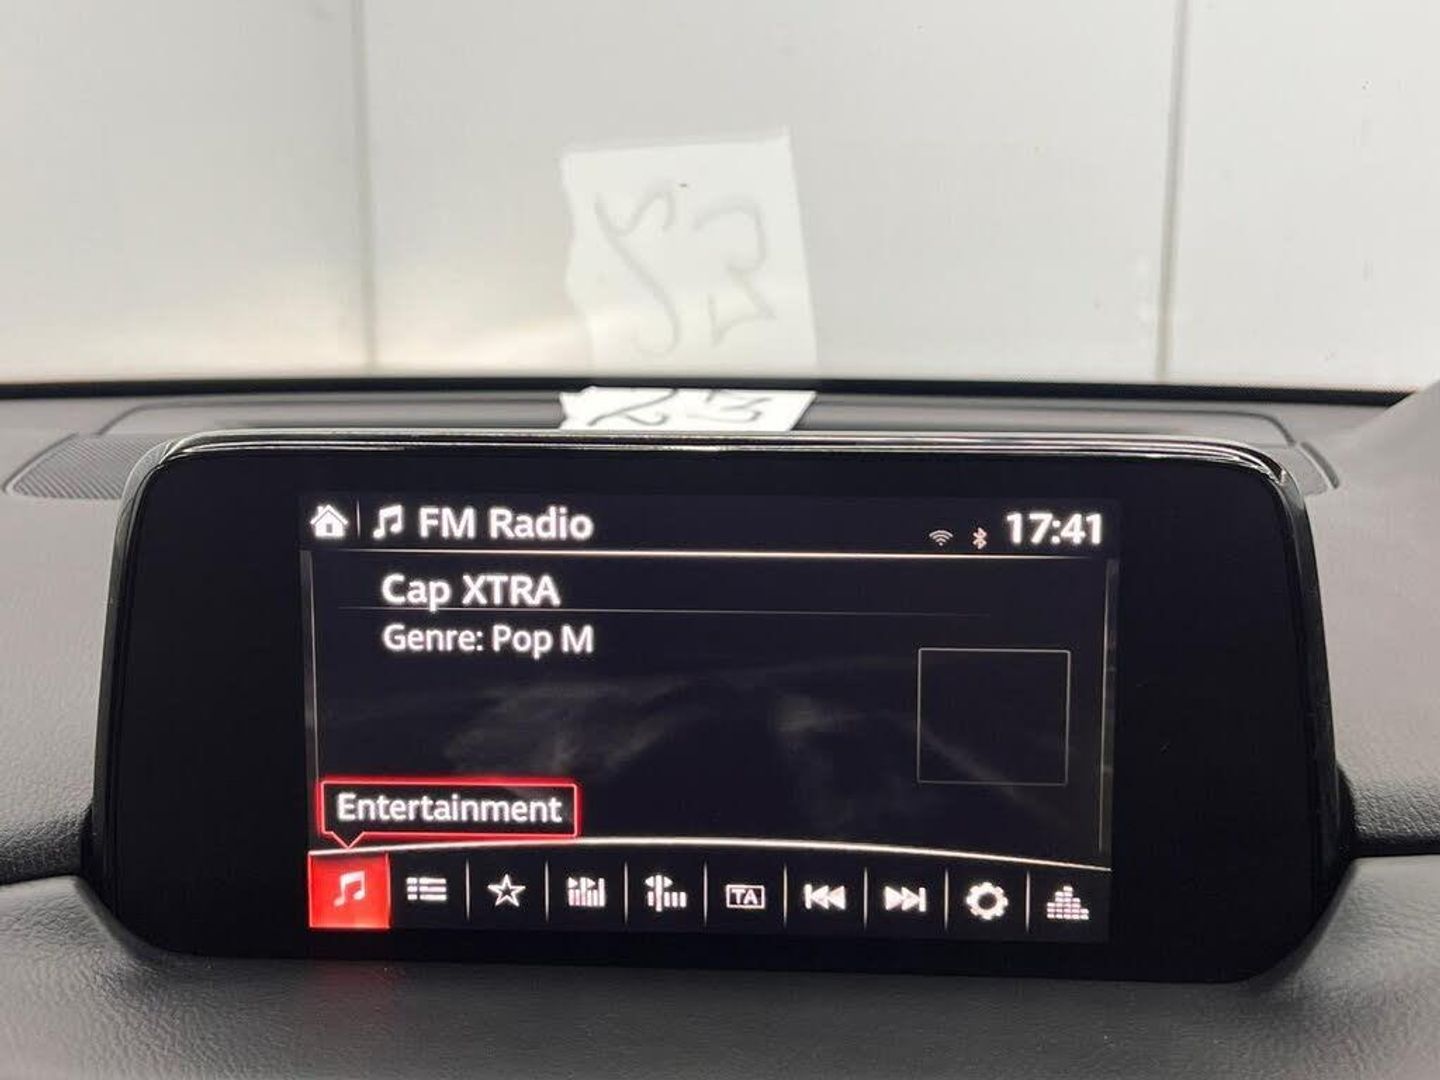 FM Radio 17:41
Cap XTRA
Genre: Pop M
Entertainment
TA